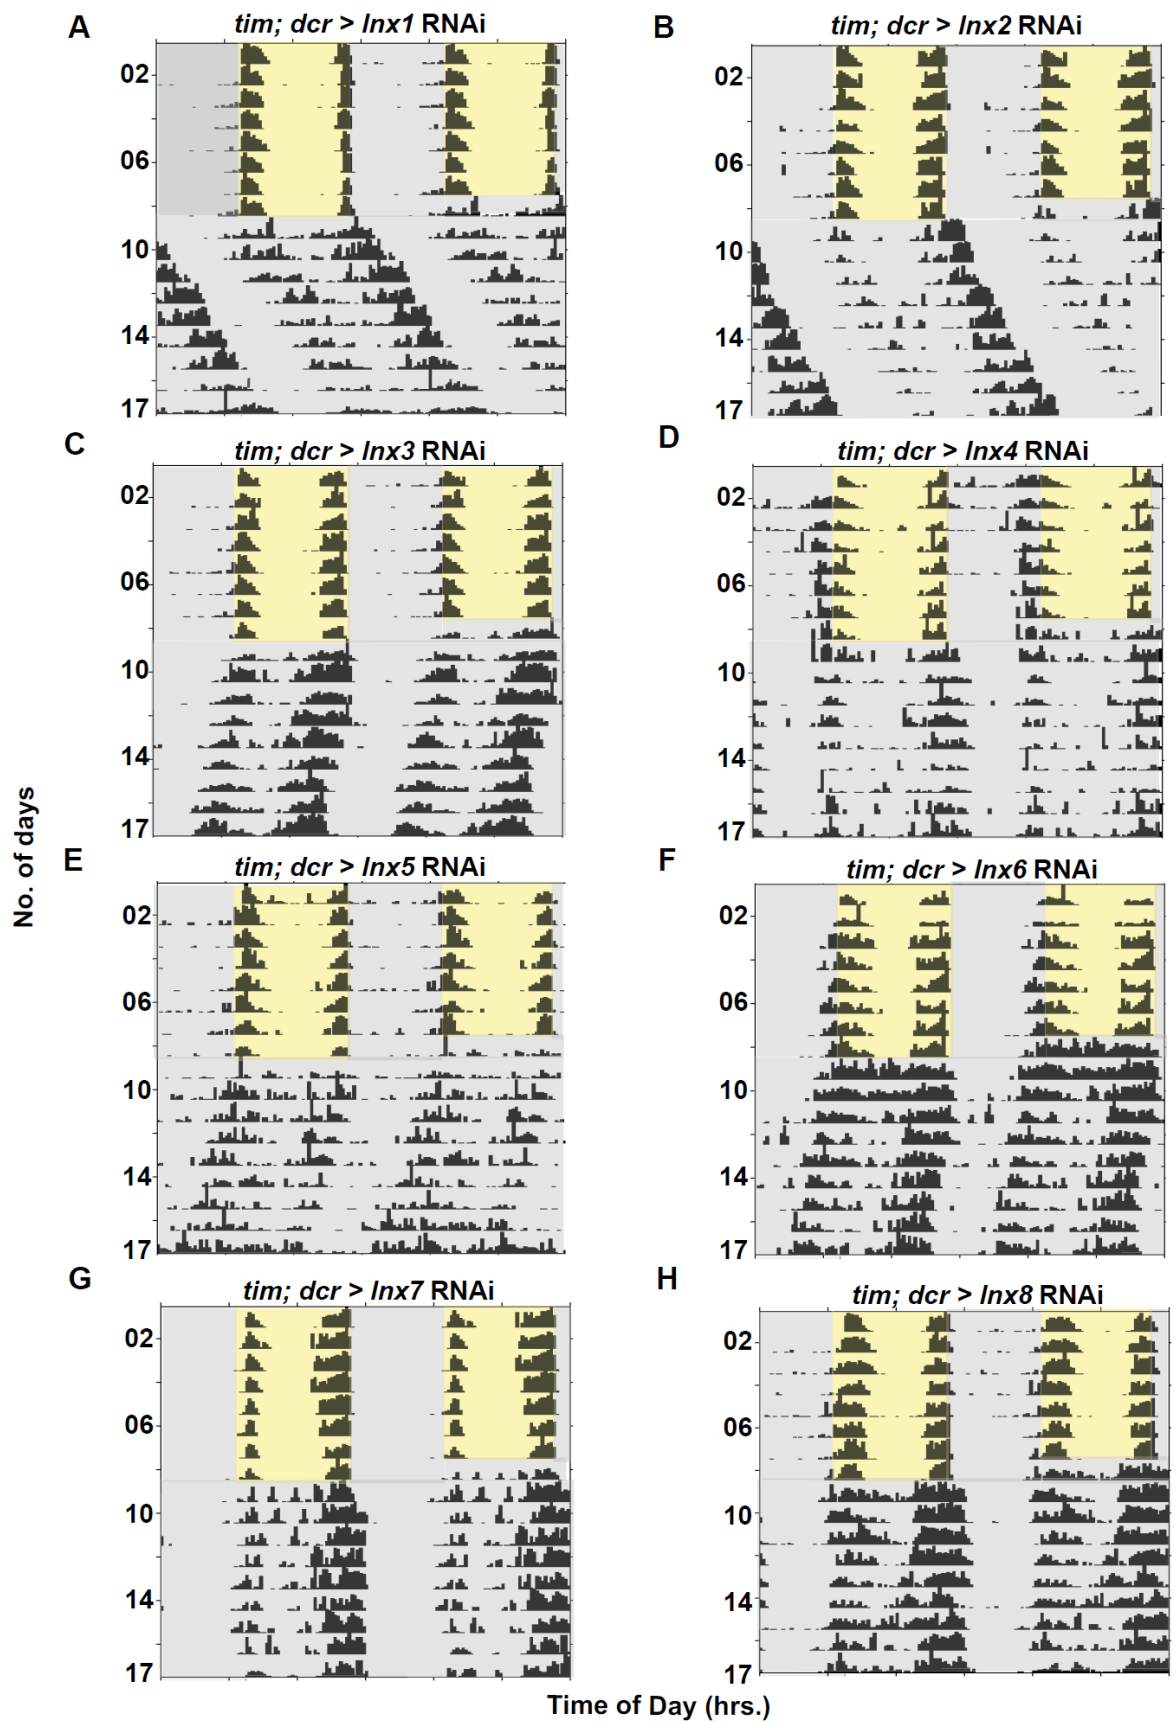 A
tim; dcr > Inx1 RNAi
02
06
10
14
17
B
tim; dcr > Inx2 RNAi
02
06
10
14
17
C
tim; dcr > Inx3 RNAi
02
06
10
14
17
D
tim; dcr > Inx4 RNAi
02
06
10
14
17
No. of days
E
tim; dcr > Inx5 RNAi
02
06
10
14
17
F
tim; dcr > Inx6 RNAi
02
06
10
14
17
G
tim; dcr > Inx7 RNAi
02
06
10
14
17
H
tim; dcr > Inx8 RNAi
02
06
10
14
17
Time of Day (hrs.)